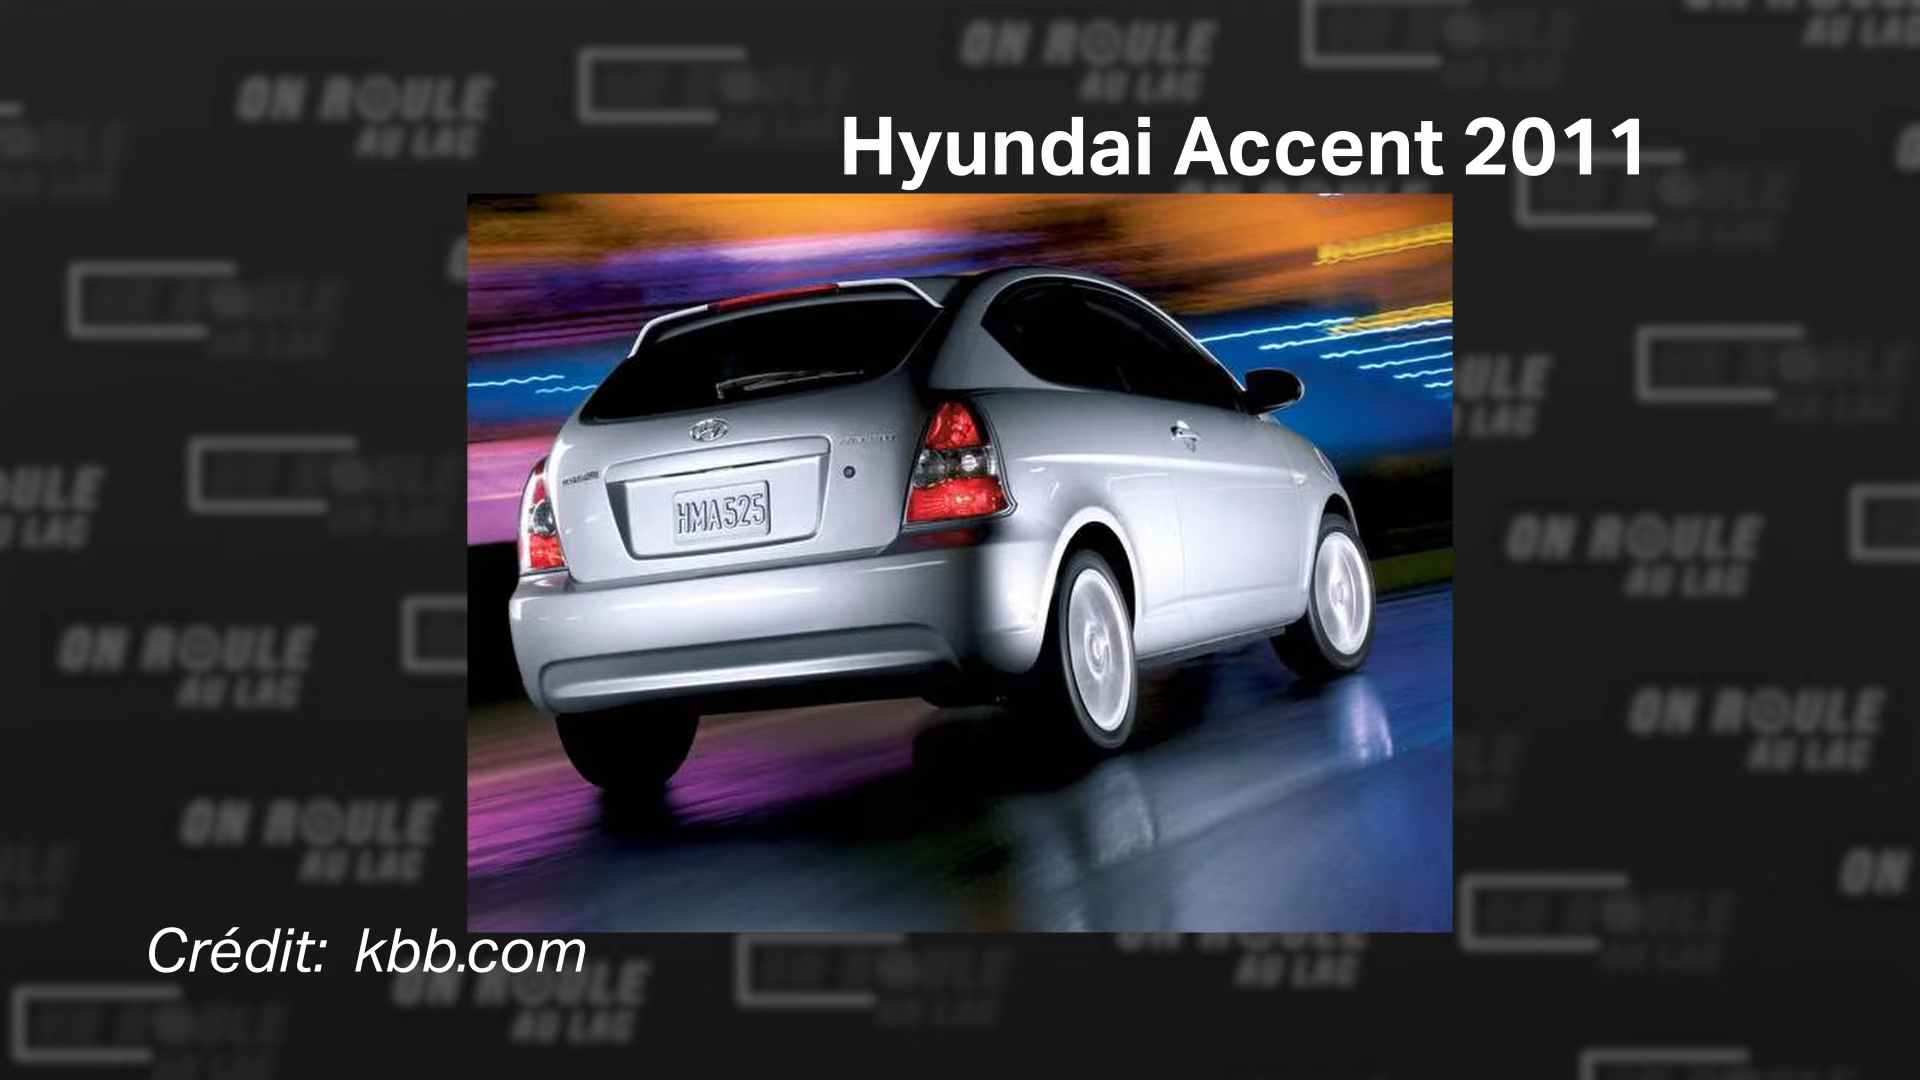 Hyundai Accent 2011
HMA525
Crédit: kbb.com
ON ROULE
AU LAC